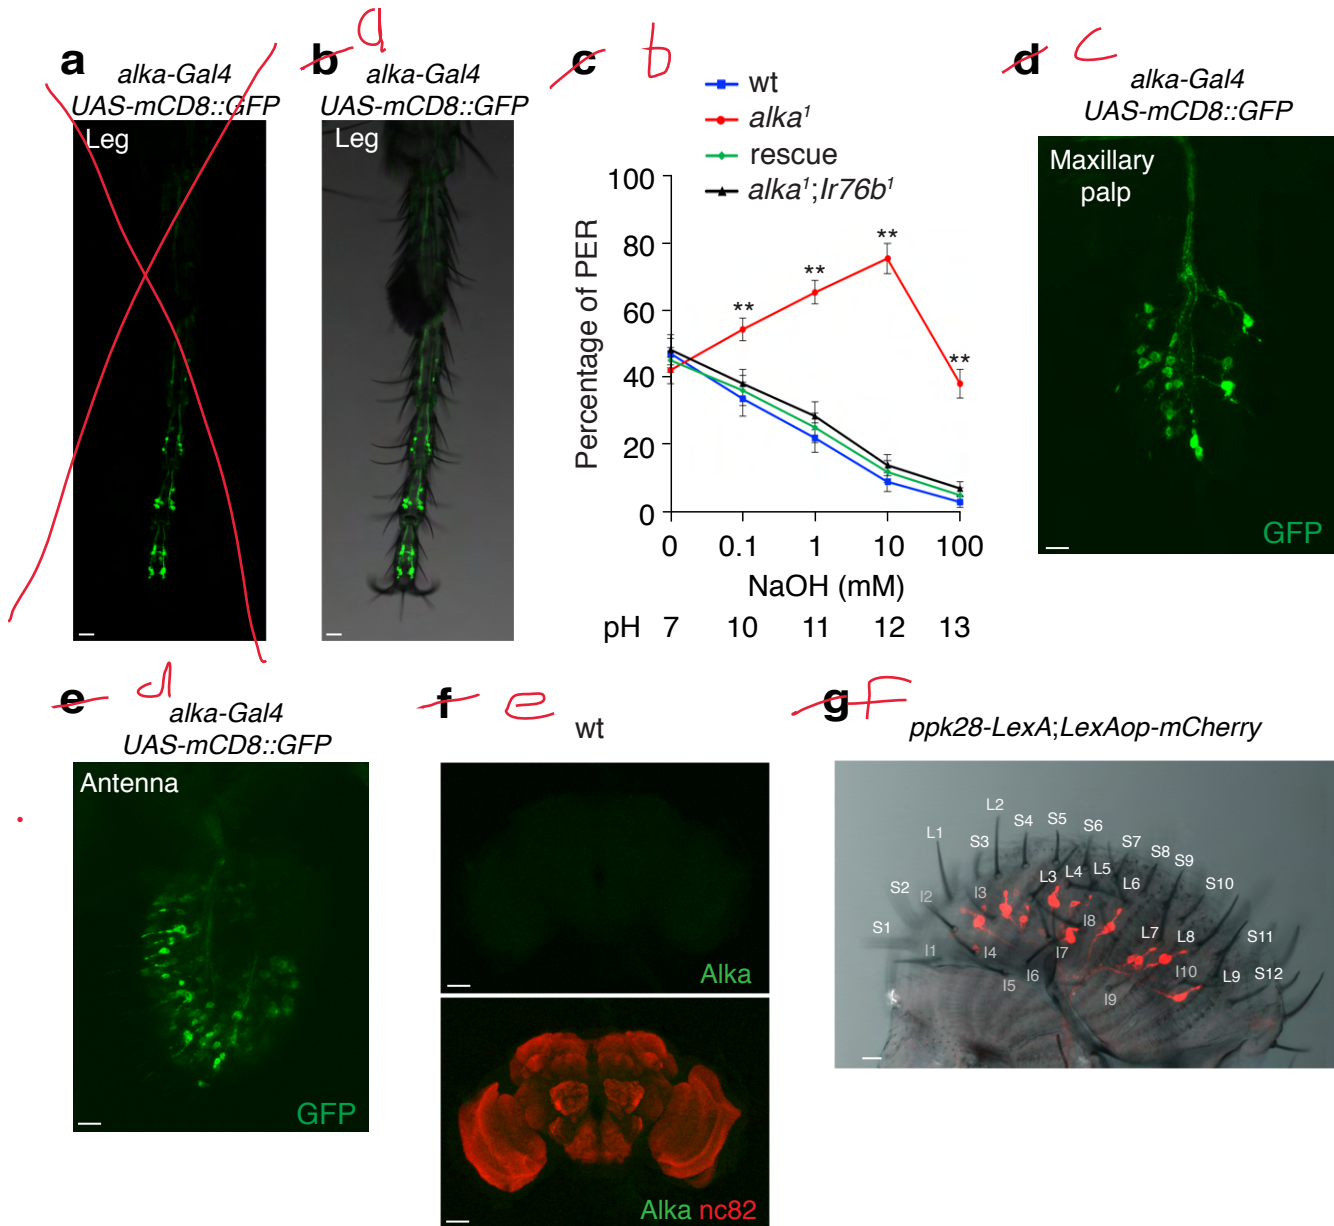 a
alka-Gal4
UAS-mCD8::GFP
Leg
b a
alka-Gal4
UAS-mCD8::GFP
Leg
c b
wt
alka¹
rescue
alka¹;Ir76b¹
Percentage of PER
100
80
60
40
20
0
**
**
**
**
0 0.1 1 10 100
NaOH (mM)
pH 7 10 11 12 13
d c
alka-Gal4
UAS-mCD8::GFP
Maxillary
palp
GFP
e d
alka-Gal4
UAS-mCD8::GFP
Antenna
GFP
f e
wt
Alka
Alka nc82
g F
ppk28-LexA;LexAop-mCherry
L2
L1
S3
S4
S5
S6
S7
S8
S9
S10
S2
I2
I3
L3
L4
L5
L6
S1
I1
I4
I8
I7
L7
L8
S11
I5
I6
I9
I10
L9
S12